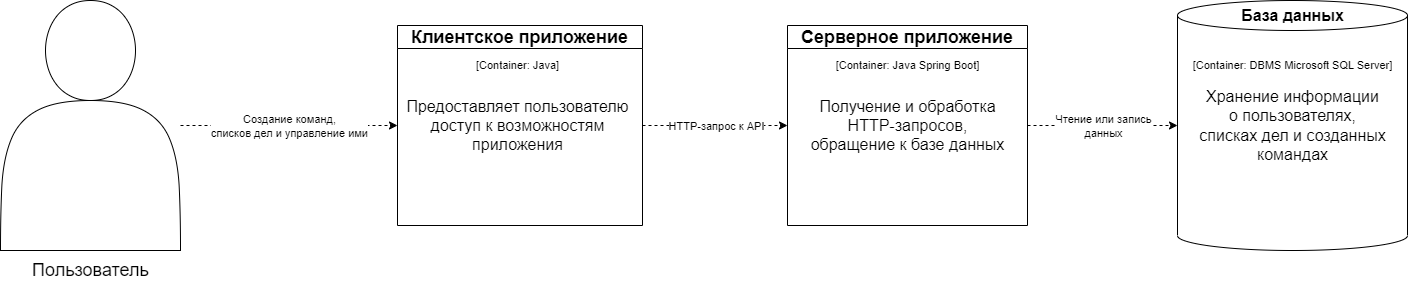 Пользователь
Создание команд,
списков дел и управление ими
Клиентское приложение
[Container: Java]
Предоставляет пользователю
доступ к возможностям
приложения
HTTP-запрос к API
Серверное приложение
[Container: Java Spring Boot]
Получение и обработка
HTTP-запросов,
обращение к базе данных
Чтение или запись
данных
База данных
[Container: DBMS Microsoft SQL Server]
Хранение информации
о пользователях,
списках дел и созданных
командах